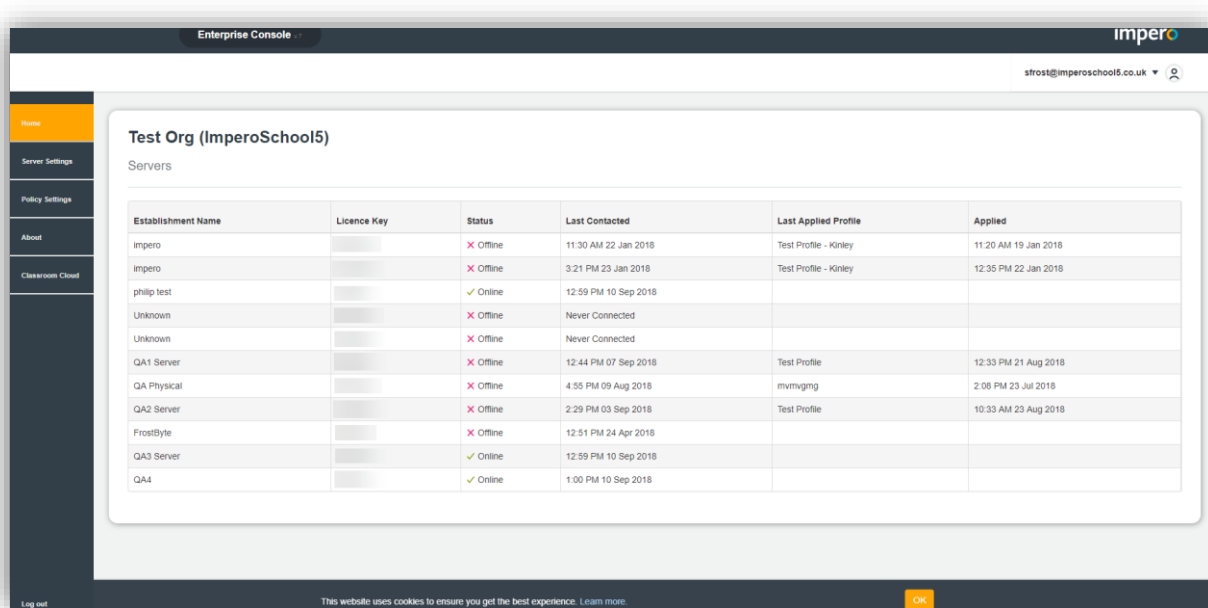 Enterprise Console
impero
sfrost@imperoschool5.co.uk
Home
Server Settings
Policy Settings
About
Classroom Cloud
Log out
Test Org (ImperoSchool5)
Servers
Establishment Name Licence Key Status Last Contacted Last Applied Profile Applied
impero Offline 11:30 AM 22 Jan 2018 Test Profile - Kinley 11:20 AM 19 Jan 2018
impero Offline 3:21 PM 23 Jan 2018 Test Profile - Kinley 12:35 PM 22 Jan 2018
philip test Online 12:59 PM 10 Sep 2018
Unknown Offline Never Connected
Unknown Offline Never Connected
QA1 Server Offline 12:44 PM 07 Sep 2018 Test Profile 12:33 PM 21 Aug 2018
QA Physical Offline 4:55 PM 09 Aug 2018 mvmvgmg 2:08 PM 23 Jul 2018
QA2 Server Offline 2:29 PM 03 Sep 2018 Test Profile 10:33 AM 23 Aug 2018
FrostByte Offline 12:51 PM 24 Apr 2018
QA3 Server Online 12:59 PM 10 Sep 2018
QA4 Online 1:00 PM 10 Sep 2018
This website uses cookies to ensure you get the best experience. Learn more.
OK